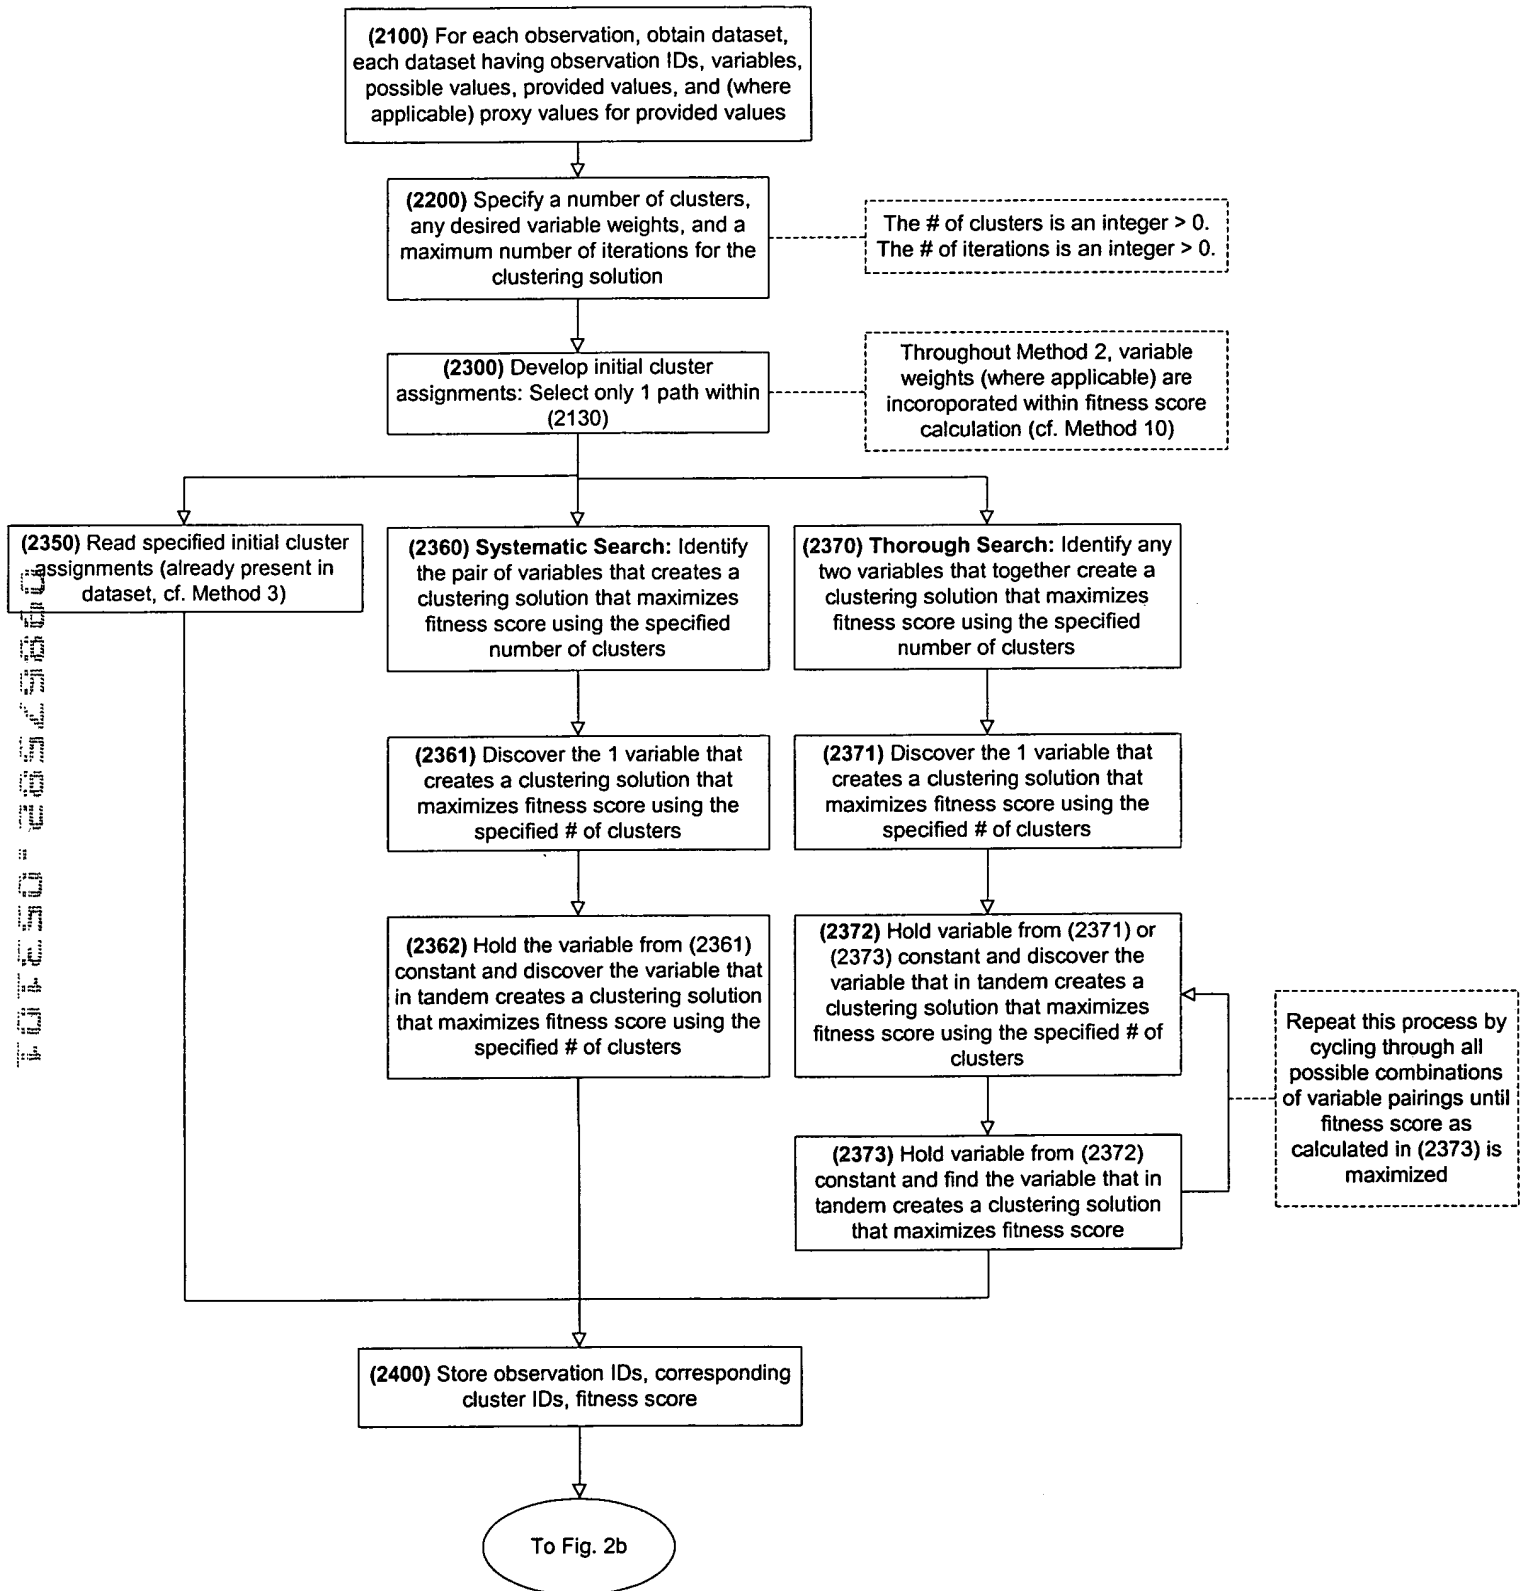 (2100) For each observation, obtain dataset,
each dataset having observation IDs, variables,
possible values, provided values, and (where
applicable) proxy values for provided values
(2200) Specify a number of clusters,
any desired variable weights, and a
maximum number of iterations for the
clustering solution
The # of clusters is an integer > 0.
The # of iterations is an integer > 0.
(2300) Develop initial cluster
assignments: Select only 1 path within
(2130)
Throughout Method 2, variable
weights (where applicable) are
incoroporated within fitness score
calculation (cf. Method 10)
(2350) Read specified initial cluster
assignments (already present in
dataset, cf. Method 3)
(2360) Systematic Search: Identify
the pair of variables that creates a
clustering solution that maximizes
fitness score using the specified
number of clusters
(2370) Thorough Search: Identify any
two variables that together create a
clustering solution that maximizes
fitness score using the specified
number of clusters
(2361) Discover the 1 variable that
creates a clustering solution that
maximizes fitness score using the
specified # of clusters
(2371) Discover the 1 variable that
creates a clustering solution that
maximizes fitness score using the
specified # of clusters
(2362) Hold the variable from (2361)
constant and discover the variable that
in tandem creates a clustering solution
that maximizes fitness score using the
specified # of clusters
(2372) Hold variable from (2371) or
(2373) constant and discover the
variable that in tandem creates a
clustering solution that maximizes
fitness score using the specified # of
clusters
Repeat this process by
cycling through all
possible combinations
of variable pairings until
fitness score as
calculated in (2373) is
maximized
(2373) Hold variable from (2372)
constant and find the variable that in
tandem creates a clustering solution
that maximizes fitness score
(2400) Store observation IDs, corresponding
cluster IDs, fitness score
To Fig. 2b
09867582.053101